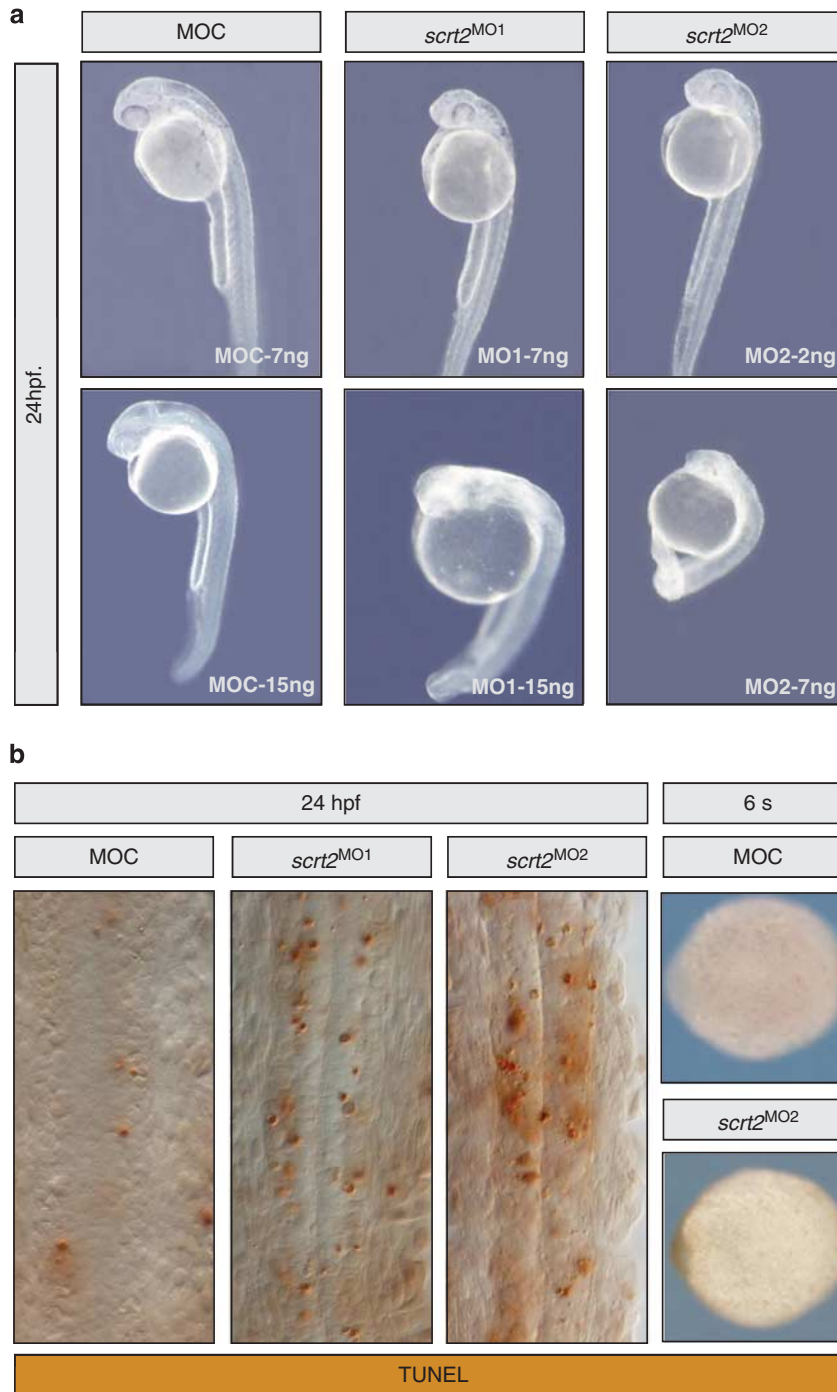 a
MOC
scrt2MO1
scrt2MO2
24hpf.
MOC-7ng
MO1-7ng
MO2-2ng
MOC-15ng
MO1-15ng
MO2-7ng
b
24 hpf
6 s
MOC
scrt2MO1
scrt2MO2
MOC
scrt2MO2
TUNEL